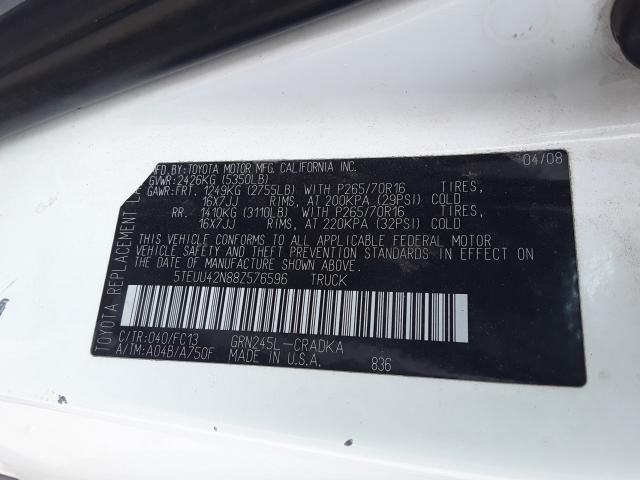 MFD.BY:TOYOTA MOTOR MFG. CALIFORNIA INC. 04/08
GVWR:2426KG (5350LB)
GAWR:FRT. 1249KG (2755LB) WITH P265/70R16 TIRES,
16X7JJ RIMS, AT 200KPA (29PSI) COLD
RR. 1410KG (3110LB) WITH P265/70R16 TIRES,
16X7JJ RIMS, AT 220KPA (32PSI) COLD
THIS VEHICLE CONFORMS TO ALL APPLICABLE FEDERAL MOTOR
VEHICLE SAFETY AND THEFT PREVENTION STANDARDS IN EFFECT ON
THE DATE OF MANUFACTURE SHOWN ABOVE.
5TEUU42N88Z576596 TRUCK
C/TR:040/FC13 GRN245L-CRADKA
A/TM:A04B/A750F MADE IN U.S.A. 836
TOYOTA REPLACEMENT